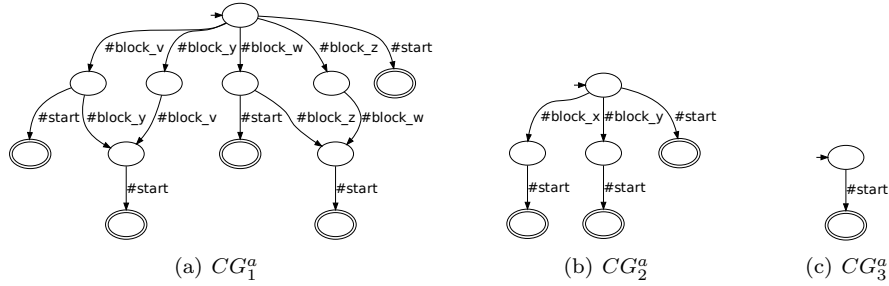 #block_v #block_y #block_w #block_z #start
#start #block_y #block_v #start #block_z #block_w
#start #start
(a) CG₁ᵃ
#block_x #block_y #start
#start #start
(b) CG₂ᵃ
#start
(c) CG₃ᵃ